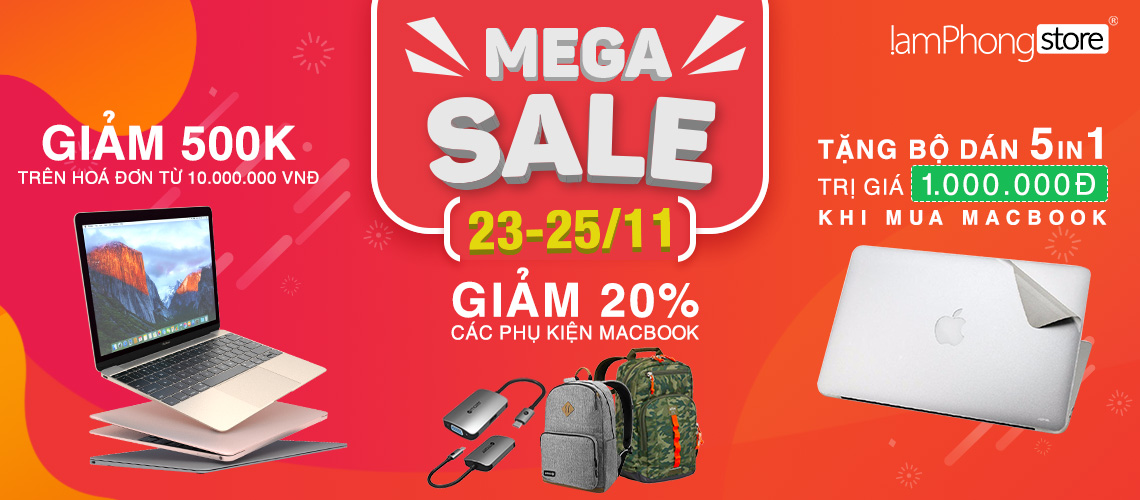 MEGA
SALE
23-25/11
!amPhong store®
GIẢM 500K
TRÊN HOÁ ĐƠN TỪ 10.000.000 VNĐ
GIẢM 20%
CÁC PHỤ KIỆN MACBOOK
TẶNG BỘ DÁN 5IN1
TRỊ GIÁ 1.000.000Đ
KHI MUA MACBOOK